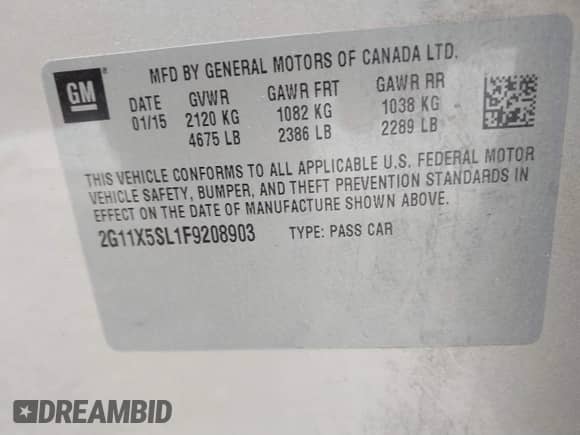 MFD BY GENERAL MOTORS OF CANADA LTD.
GM
DATE GVWR GAWR FRT GAWR RR
01/15 2120 KG 1082 KG 1038 KG
4675 LB 2386 LB 2289 LB
THIS VEHICLE CONFORMS TO ALL APPLICABLE U.S. FEDERAL MOTOR
VEHICLE SAFETY, BUMPER, AND THEFT PREVENTION STANDARDS IN
EFFECT ON THE DATE OF MANUFACTURE SHOWN ABOVE.
2G11X5SL1F9208903 TYPE: PASS CAR
DREAMBID